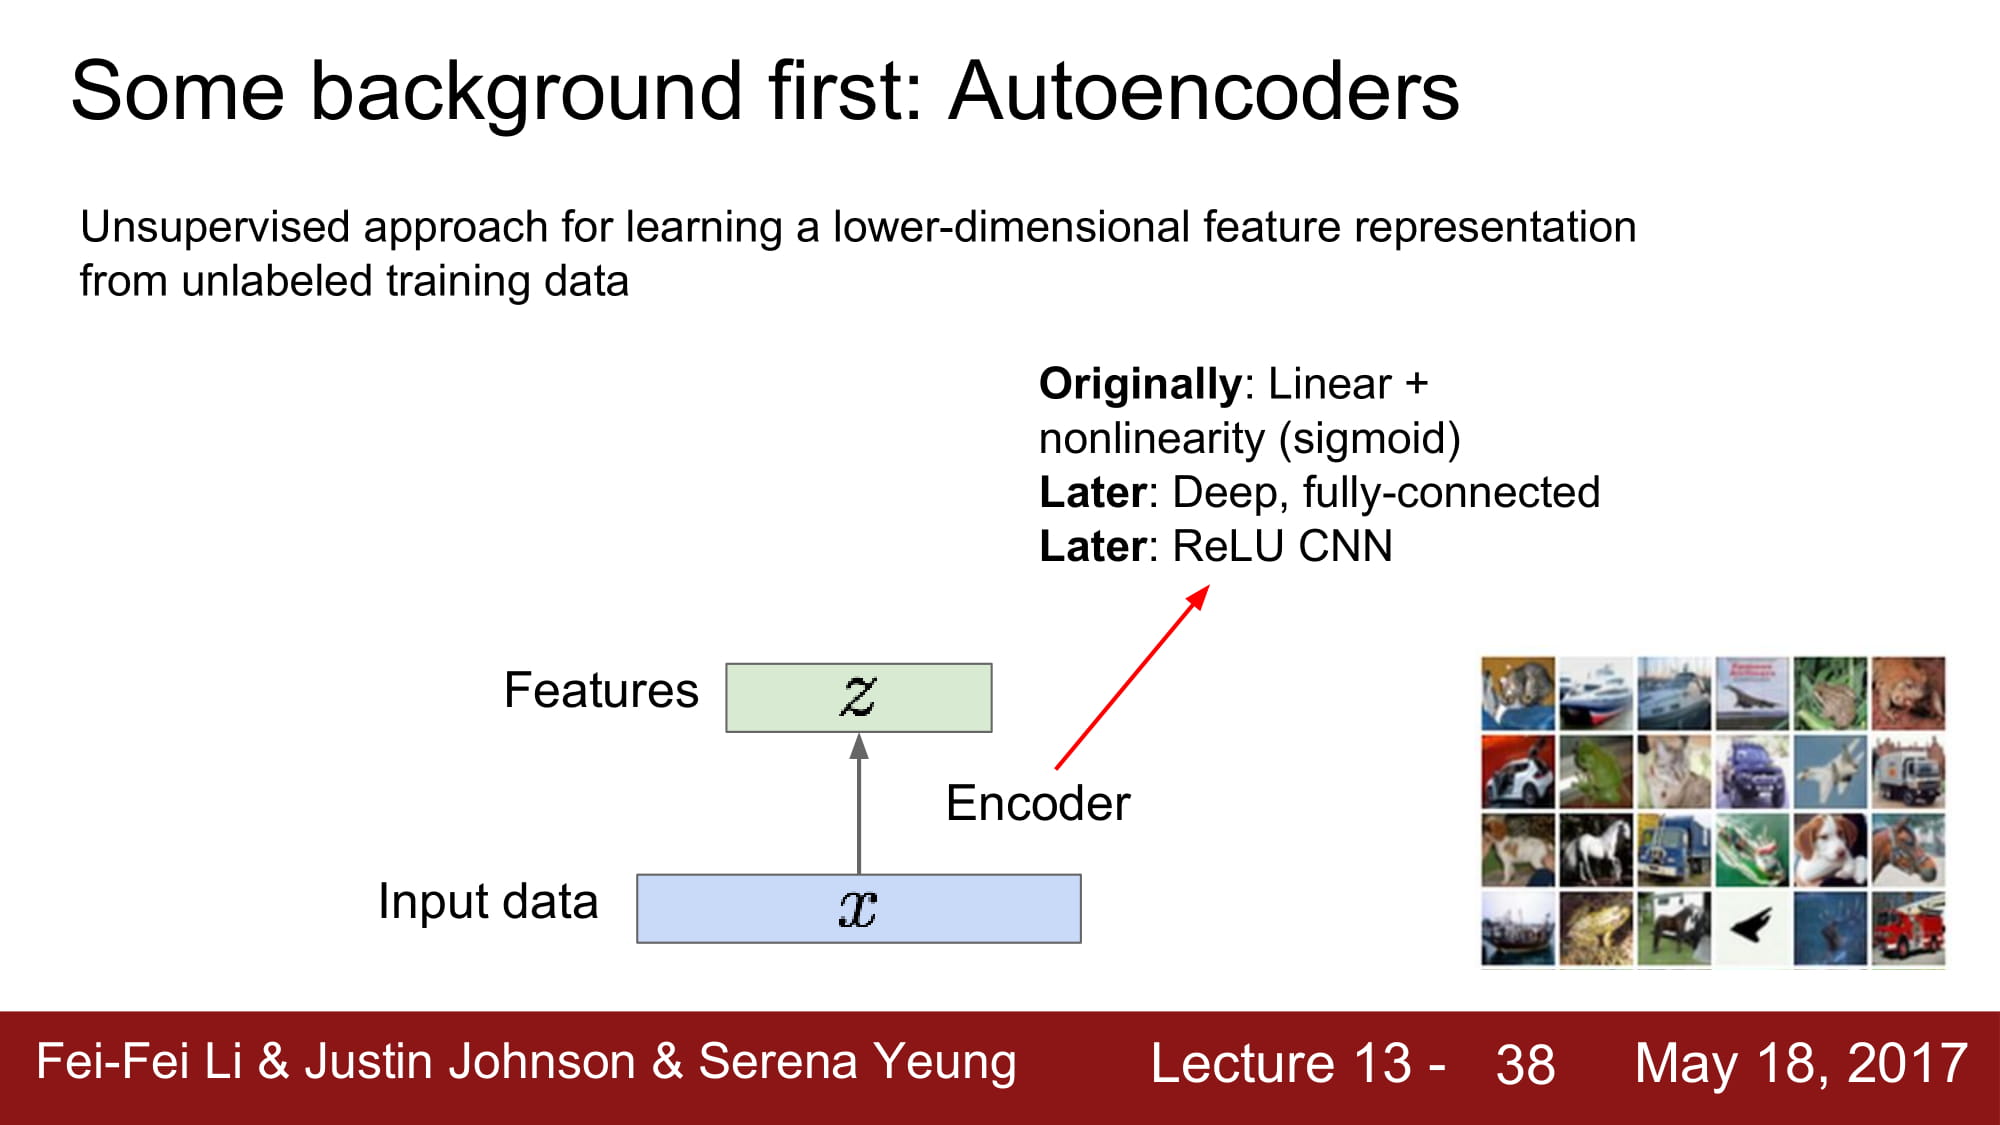 Some background first: Autoencoders
Unsupervised approach for learning a lower-dimensional feature representation
from unlabeled training data
Originally: Linear +
nonlinearity (sigmoid)
Later: Deep, fully-connected
Later: ReLU CNN
Features
z
Encoder
Input data
x
Fei-Fei Li & Justin Johnson & Serena Yeung
Lecture 13 - 38
May 18, 2017